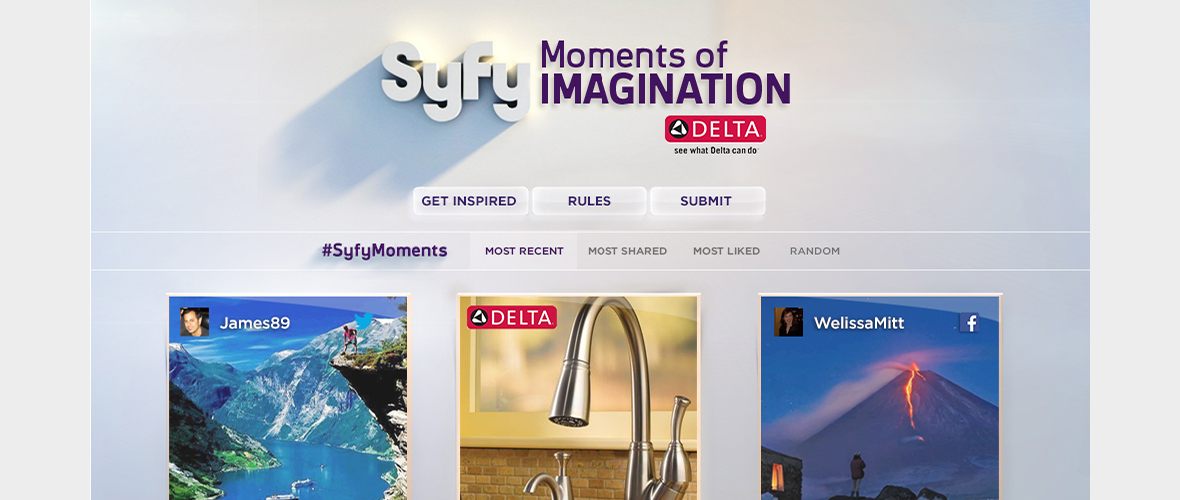 Syfy Moments of
IMAGINATION
DELTA
see what Delta can do
GET INSPIRED RULES SUBMIT
#SyfyMoments MOST RECENT MOST SHARED MOST LIKED RANDOM
James89 DELTA WelissaMitt